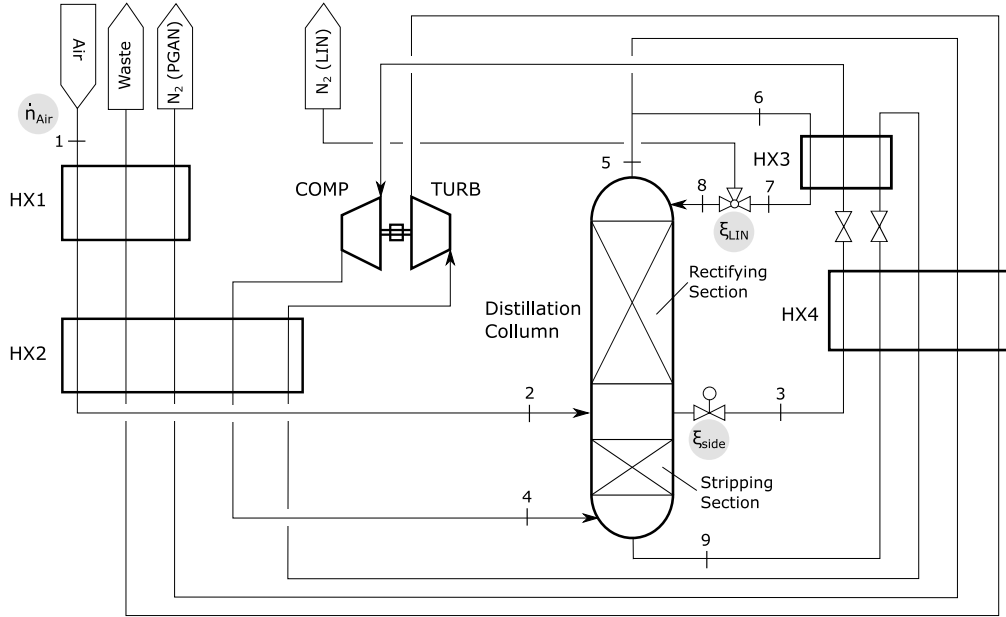 Air
Waste
N₂ (PGAN)
N₂ (LIN)
ṅAir
1
HX1
COMP
TURB
5
6
HX3
8
7
ξLIN
Rectifying
Section
Distillation
Collumn
HX4
HX2
2
3
ξside
Stripping
Section
4
9